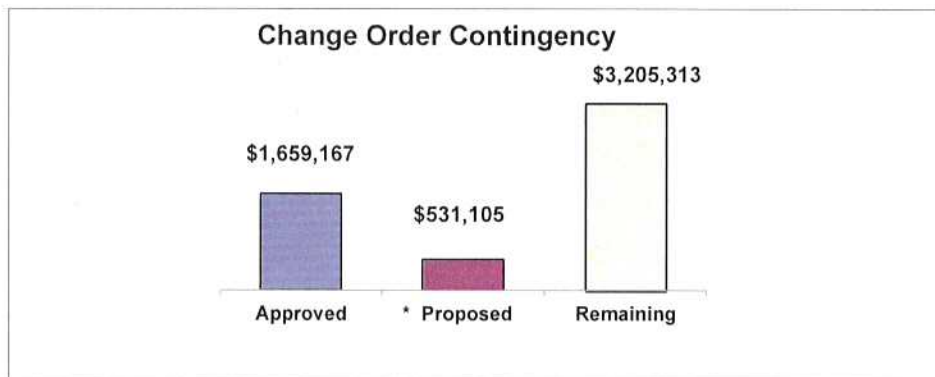 Change Order Contingency
$3,205,313
$1,659,167
$531,105
Approved
* Proposed
Remaining